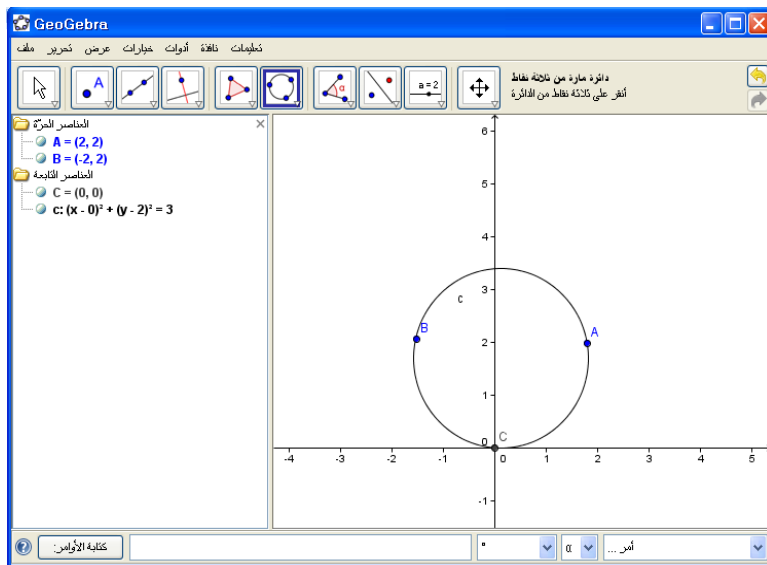 GeoGebra
ملف تحرير عرض خيارات أدوات نافذة تعليمات
A
α
a = 2
دائرة مارة من ثلاثة نقاط
أنقر على ثلاثة نقاط من الدائرة
العناصر الحرّة
A = (2, 2)
B = (-2, 2)
العناصر التابعة
C = (0, 0)
c: (x - 0)² + (y - 2)² = 3
6
5
4
3
c
B
A
2
1
0
C
-4 -3 -2 -1 0 1 2 3 4 5
-1
كتابة الأوامر:
°
α
أمر ...